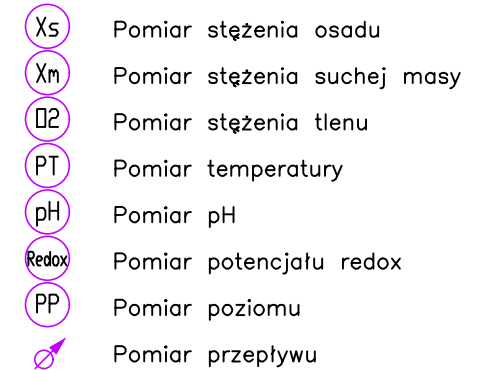 Xs Pomiar stężenia osadu
Xm Pomiar stężenia suchej masy
O2 Pomiar stężenia tlenu
PT Pomiar temperatury
pH Pomiar pH
Redox Pomiar potencjału redox
PP Pomiar poziomu
Pomiar przepływu